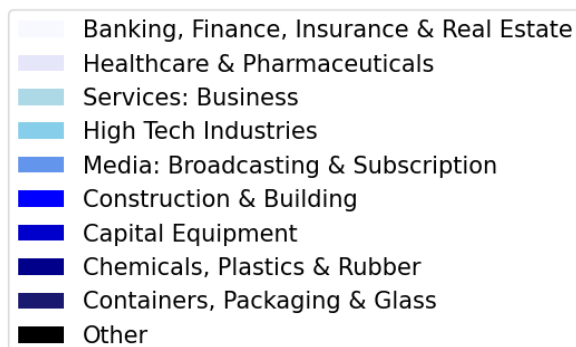 Banking, Finance, Insurance & Real Estate
Healthcare & Pharmaceuticals
Services: Business
High Tech Industries
Media: Broadcasting & Subscription
Construction & Building
Capital Equipment
Chemicals, Plastics & Rubber
Containers, Packaging & Glass
Other